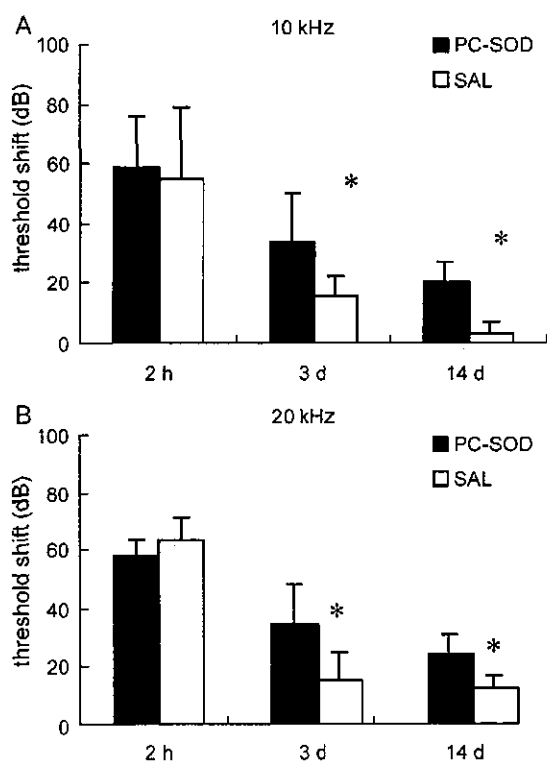 A
10 kHz
PC-SOD
SAL
threshold shift (dB)
100
80
60
40
20
0
*
*
2 h
3 d
14 d
B
20 kHz
PC-SOD
SAL
threshold shift (dB)
100
80
60
40
20
0
*
*
2 h
3 d
14 d